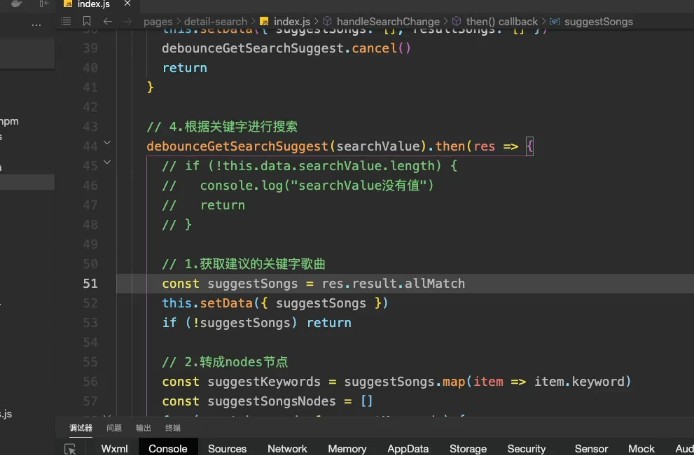 index.js
pages > detail-search > index.js > handleSearchChange > then() callback > suggestSongs
npm
.js
38 this.setData({ suggestSongs: [], resultSongs: [] })
39 debounceGetSearchSuggest.cancel()
40 return
41 }
42
43 // 4.根据关键字进行搜索
44 debounceGetSearchSuggest(searchValue).then(res => {
45 // if (!this.data.searchValue.length) {
46 // console.log("searchValue没有值")
47 // return
48 // }
49
50 // 1.获取建议的关键字歌曲
51 const suggestSongs = res.result.allMatch
52 this.setData({ suggestSongs })
53 if (!suggestSongs) return
54
55 // 2.转成nodes节点
56 const suggestKeywords = suggestSongs.map(item => item.keyword)
57 const suggestSongsNodes = []
调试器 问题 输出 终端
Wxml Console Sources Network Memory AppData Storage Security Sensor Mock Aud